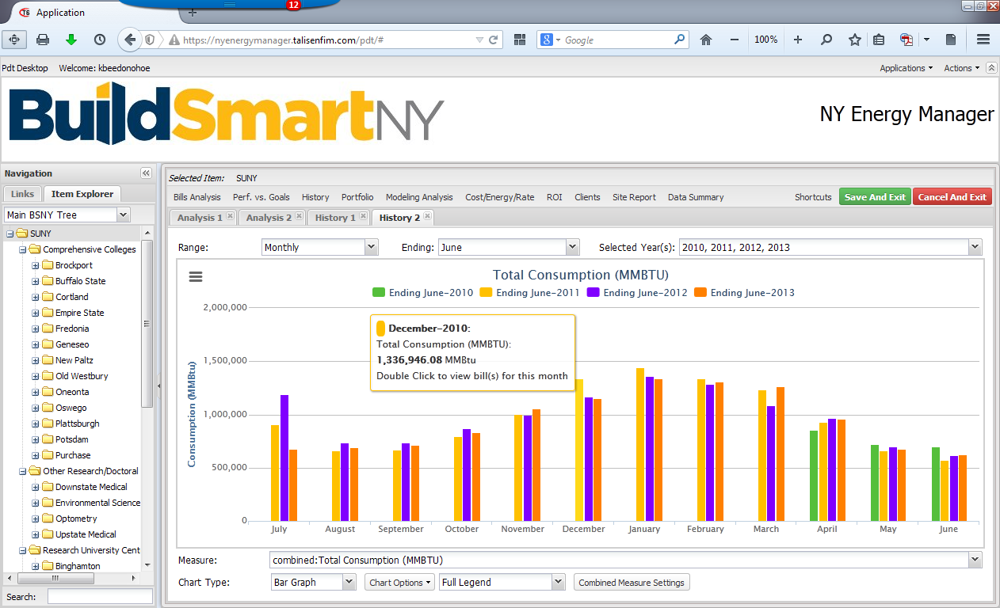 Application
12
https://nyenergymanager.talisenfim.com/pdt/#
Google
100%
Pdt Desktop Welcome: kbeedonohoe Applications Actions
BuildSmartNY
NY Energy Manager
Navigation
Links Item Explorer
Main BSNY Tree
SUNY
Comprehensive Colleges
Brockport
Buffalo State
Cortland
Empire State
Fredonia
Geneseo
New Paltz
Old Westbury
Oneonta
Oswego
Plattsburgh
Potsdam
Purchase
Other Research/Doctoral
Downstate Medical
Environmental Science
Optometry
Upstate Medical
Research University Cent
Binghamton
Search:
Selected Item: SUNY
Bills Analysis Perf. vs. Goals History Portfolio Modeling Analysis Cost/Energy/Rate ROI Clients Site Report Data Summary Shortcuts Save And Exit Cancel And Exit
Analysis 1 Analysis 2 History 1 History 2
Range: Monthly Ending: June Selected Year(s): 2010, 2011, 2012, 2013
Total Consumption (MMBTU)
Ending June-2010 Ending June-2011 Ending June-2012 Ending June-2013
Consumption (MMBtu)
2,000,000
1,500,000
1,000,000
500,000
0
December-2010:
Total Consumption (MMBTU):
1,336,946.08 MMBtu
Double Click to view bill(s) for this month
July August September October November December January February March April May June
Measure: combined:Total Consumption (MMBTU)
Chart Type: Bar Graph Chart Options Full Legend Combined Measure Settings